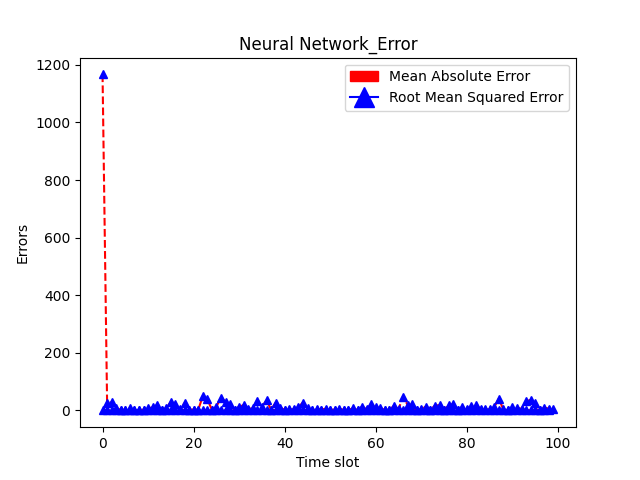 Neural Network_Error
Mean Absolute Error
Root Mean Squared Error
1200
1000
800
600
400
200
0
Errors
0 20 40 60 80 100
Time slot